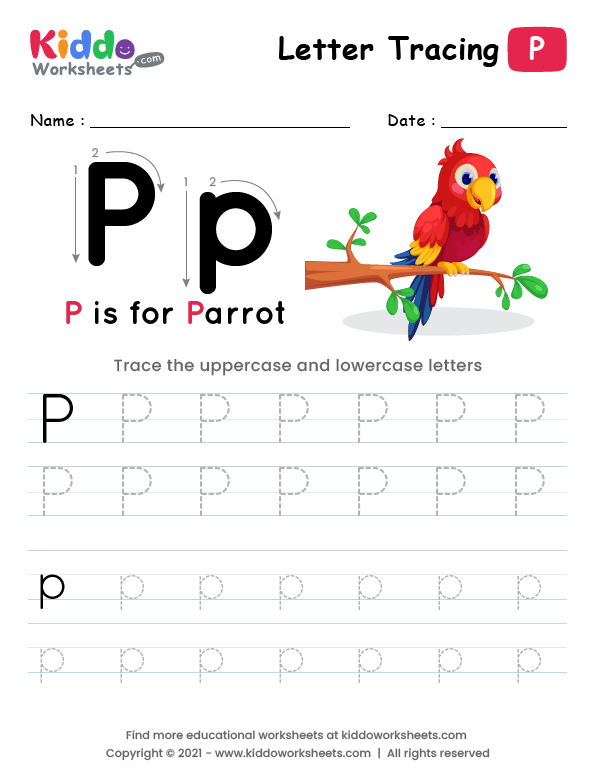 Kiddo
Worksheets.com
Letter Tracing P
Name : Date :
1 2 1 2
P p
P is for Parrot
Trace the uppercase and lowercase letters
P P P P P P P
P P P P P P P
p p p p p p p
p p p p p p p
Find more educational worksheets at kiddoworksheets.com
Copyright © 2021 - www.kiddoworksheets.com | All rights reserved